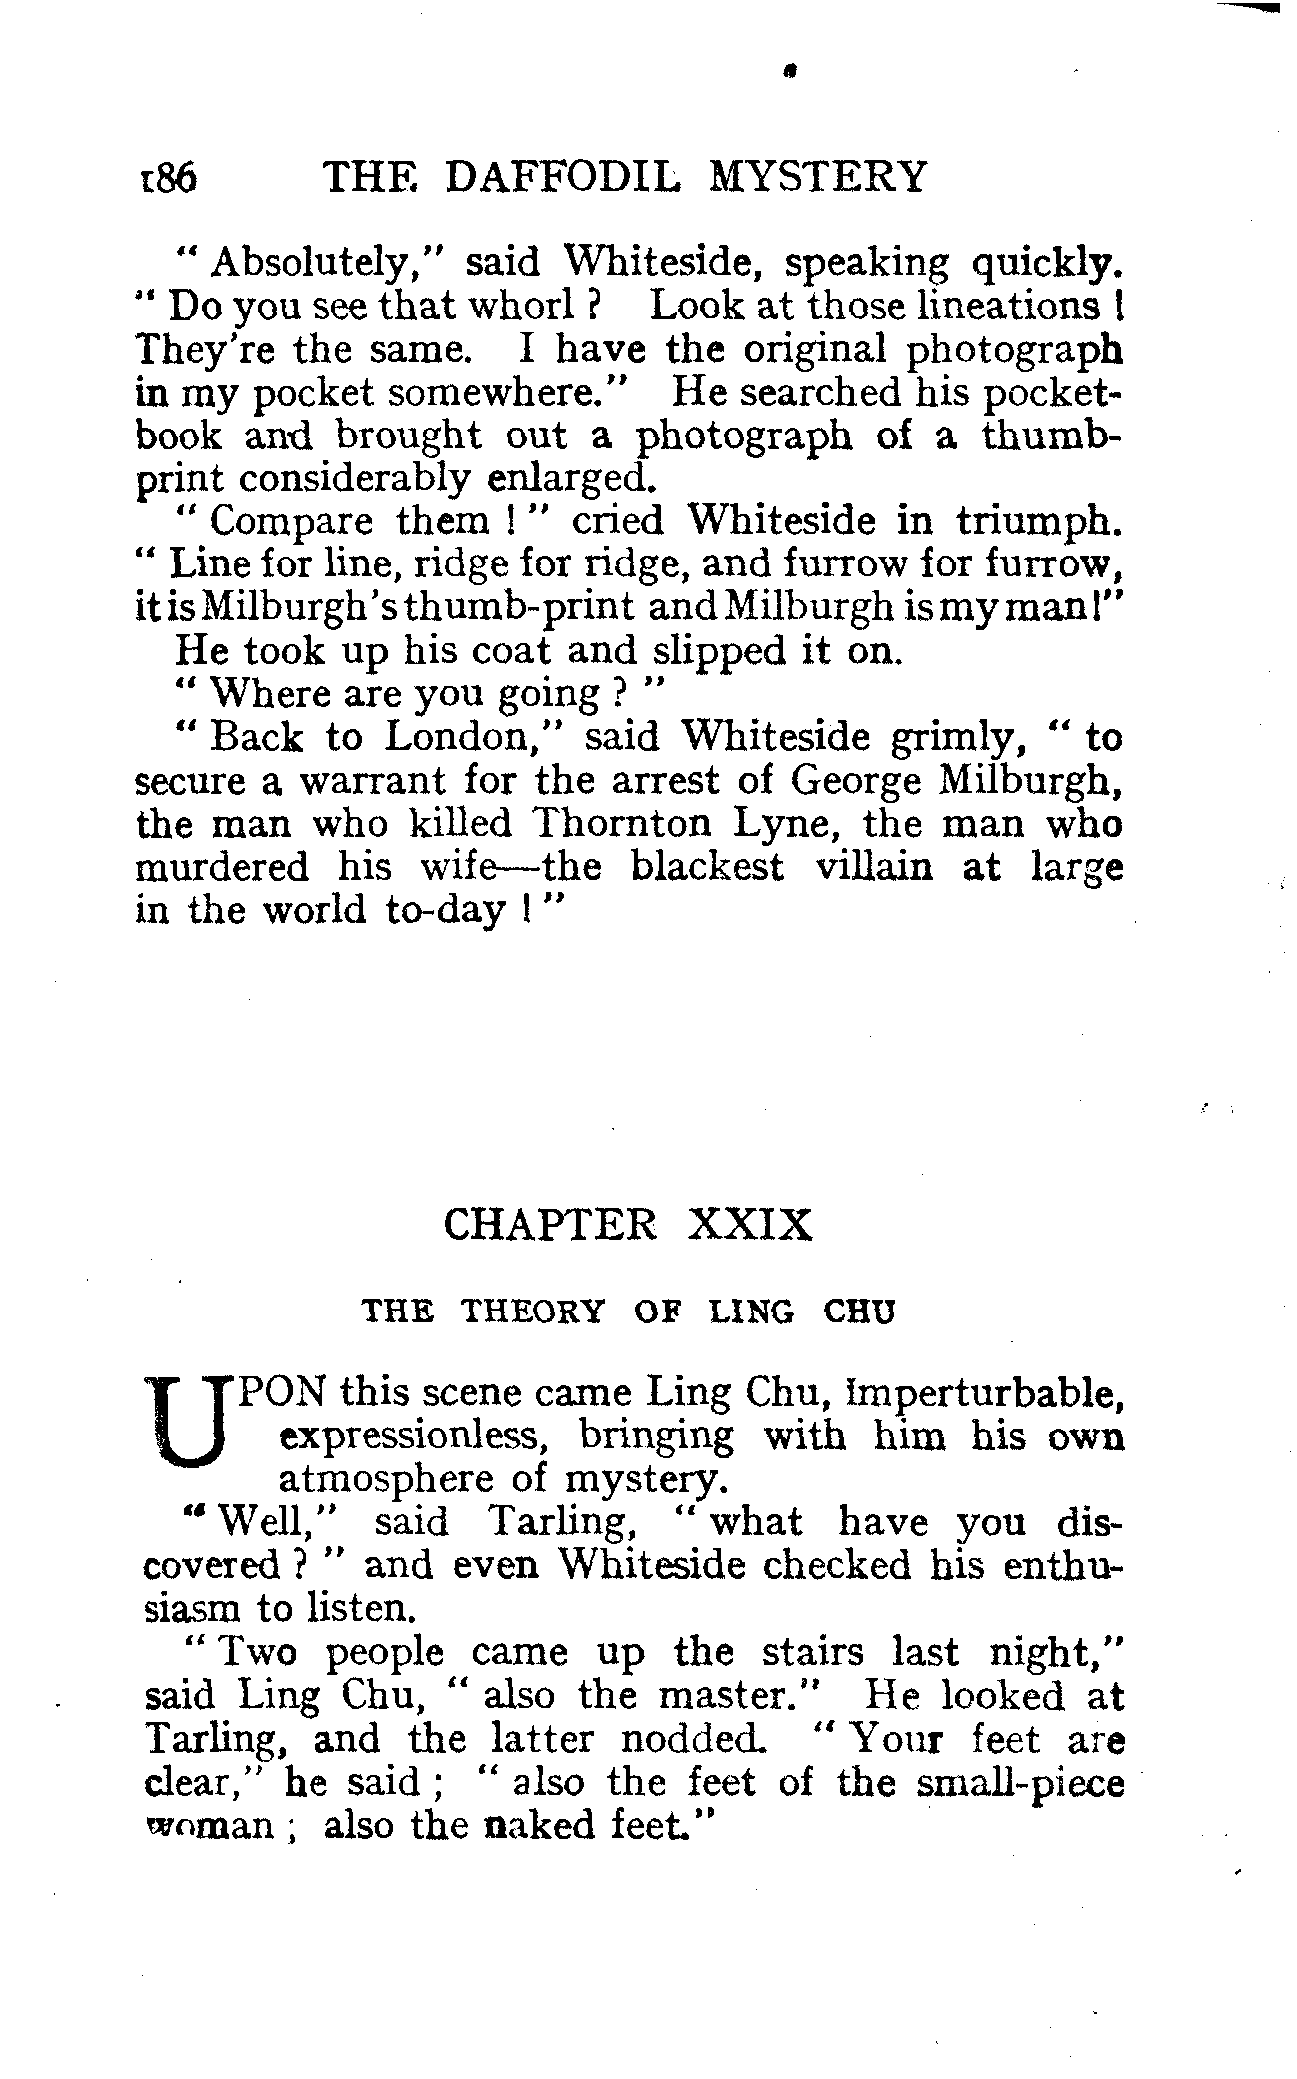 186 THE DAFFODIL MYSTERY
“ Absolutely,” said Whiteside, speaking quickly.
“ Do you see that whorl ? Look at those lineations !
They’re the same. I have the original photograph
in my pocket somewhere.” He searched his pocket-
book and brought out a photograph of a thumb-
print considerably enlarged.
“ Compare them ! ” cried Whiteside in triumph.
“ Line for line, ridge for ridge, and furrow for furrow,
it is Milburgh’s thumb-print and Milburgh is my man!”
He took up his coat and slipped it on.
“ Where are you going ? ”
“ Back to London,” said Whiteside grimly, “ to
secure a warrant for the arrest of George Milburgh,
the man who killed Thornton Lyne, the man who
murdered his wife—the blackest villain at large
in the world to-day ! ”
CHAPTER XXIX
THE THEORY OF LING CHU
UPON this scene came Ling Chu, imperturbable,
expressionless, bringing with him his own
atmosphere of mystery.
“ Well,” said Tarling, “ what have you dis-
covered ? ” and even Whiteside checked his enthu-
siasm to listen.
“ Two people came up the stairs last night,”
said Ling Chu, “ also the master.” He looked at
Tarling, and the latter nodded. “ Your feet are
clear,” he said ; “ also the feet of the small-piece
woman ; also the naked feet.”